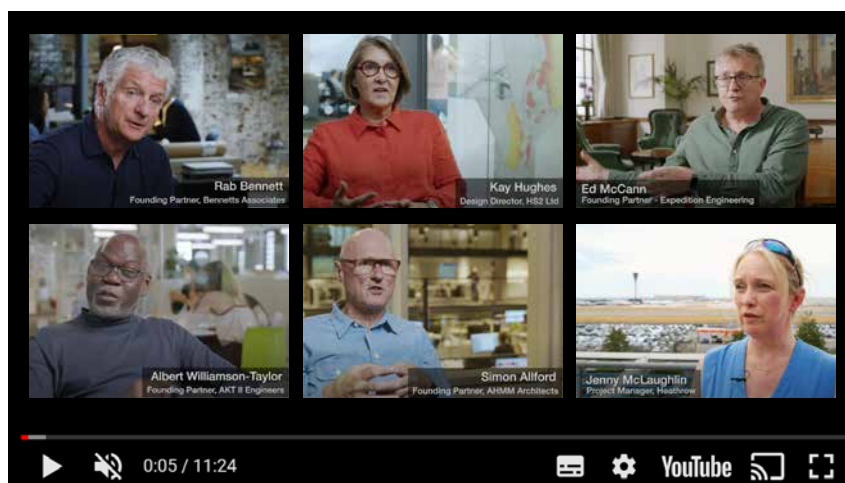 Rab Bennett
Founding Partner, Bennetts Associates
Kay Hughes
Design Director, HS2 Ltd
Ed McCann
Founding Partner - Expedition Engineering
Albert Williamson-Taylor
Founding Partner, AKT II Engineers
Simon Allford
Founding Partner, AHMM Architects
Jenny McLaughlin
Project Manager, Heathrow
0:05 / 11:24
YouTube